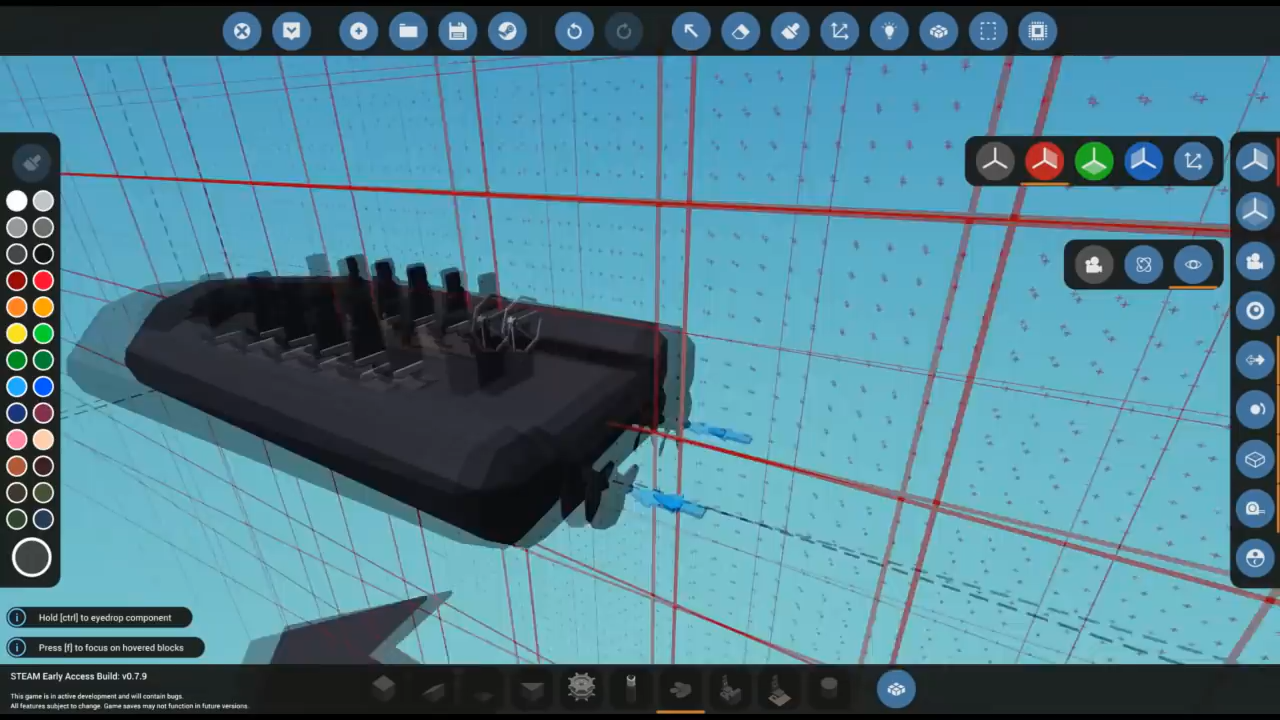 Hold [ctrl] to eyedrop component
Press [f] to focus on hovered blocks
STEAM Early Access Build: v0.7.9
This game is in active development and will contain bugs.
All features subject to change. Game saves may not function in future versions.